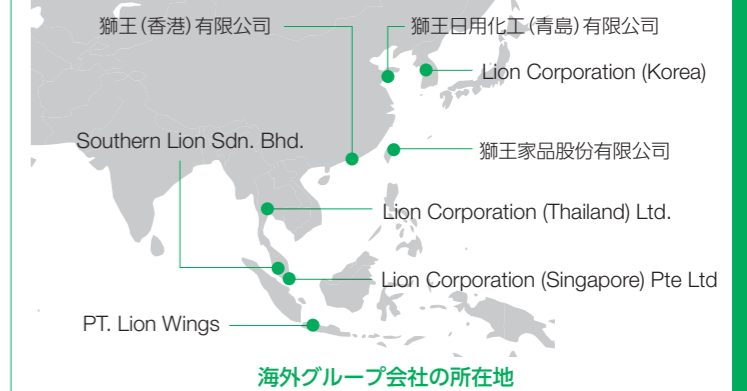 獅王(香港)有限公司
獅王日用化工(青島)有限公司
Lion Corporation (Korea)
Southern Lion Sdn. Bhd.
獅王家品股份有限公司
Lion Corporation (Thailand) Ltd.
Lion Corporation (Singapore) Pte Ltd
PT. Lion Wings
海外グループ会社の所在地